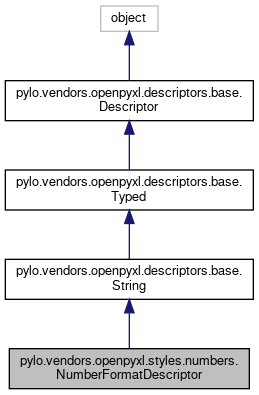 object
pylo.vendors.openpyxl.descriptors.base.
Descriptor
pylo.vendors.openpyxl.descriptors.base.
Typed
pylo.vendors.openpyxl.descriptors.base.
String
pylo.vendors.openpyxl.styles.numbers.
NumberFormatDescriptor